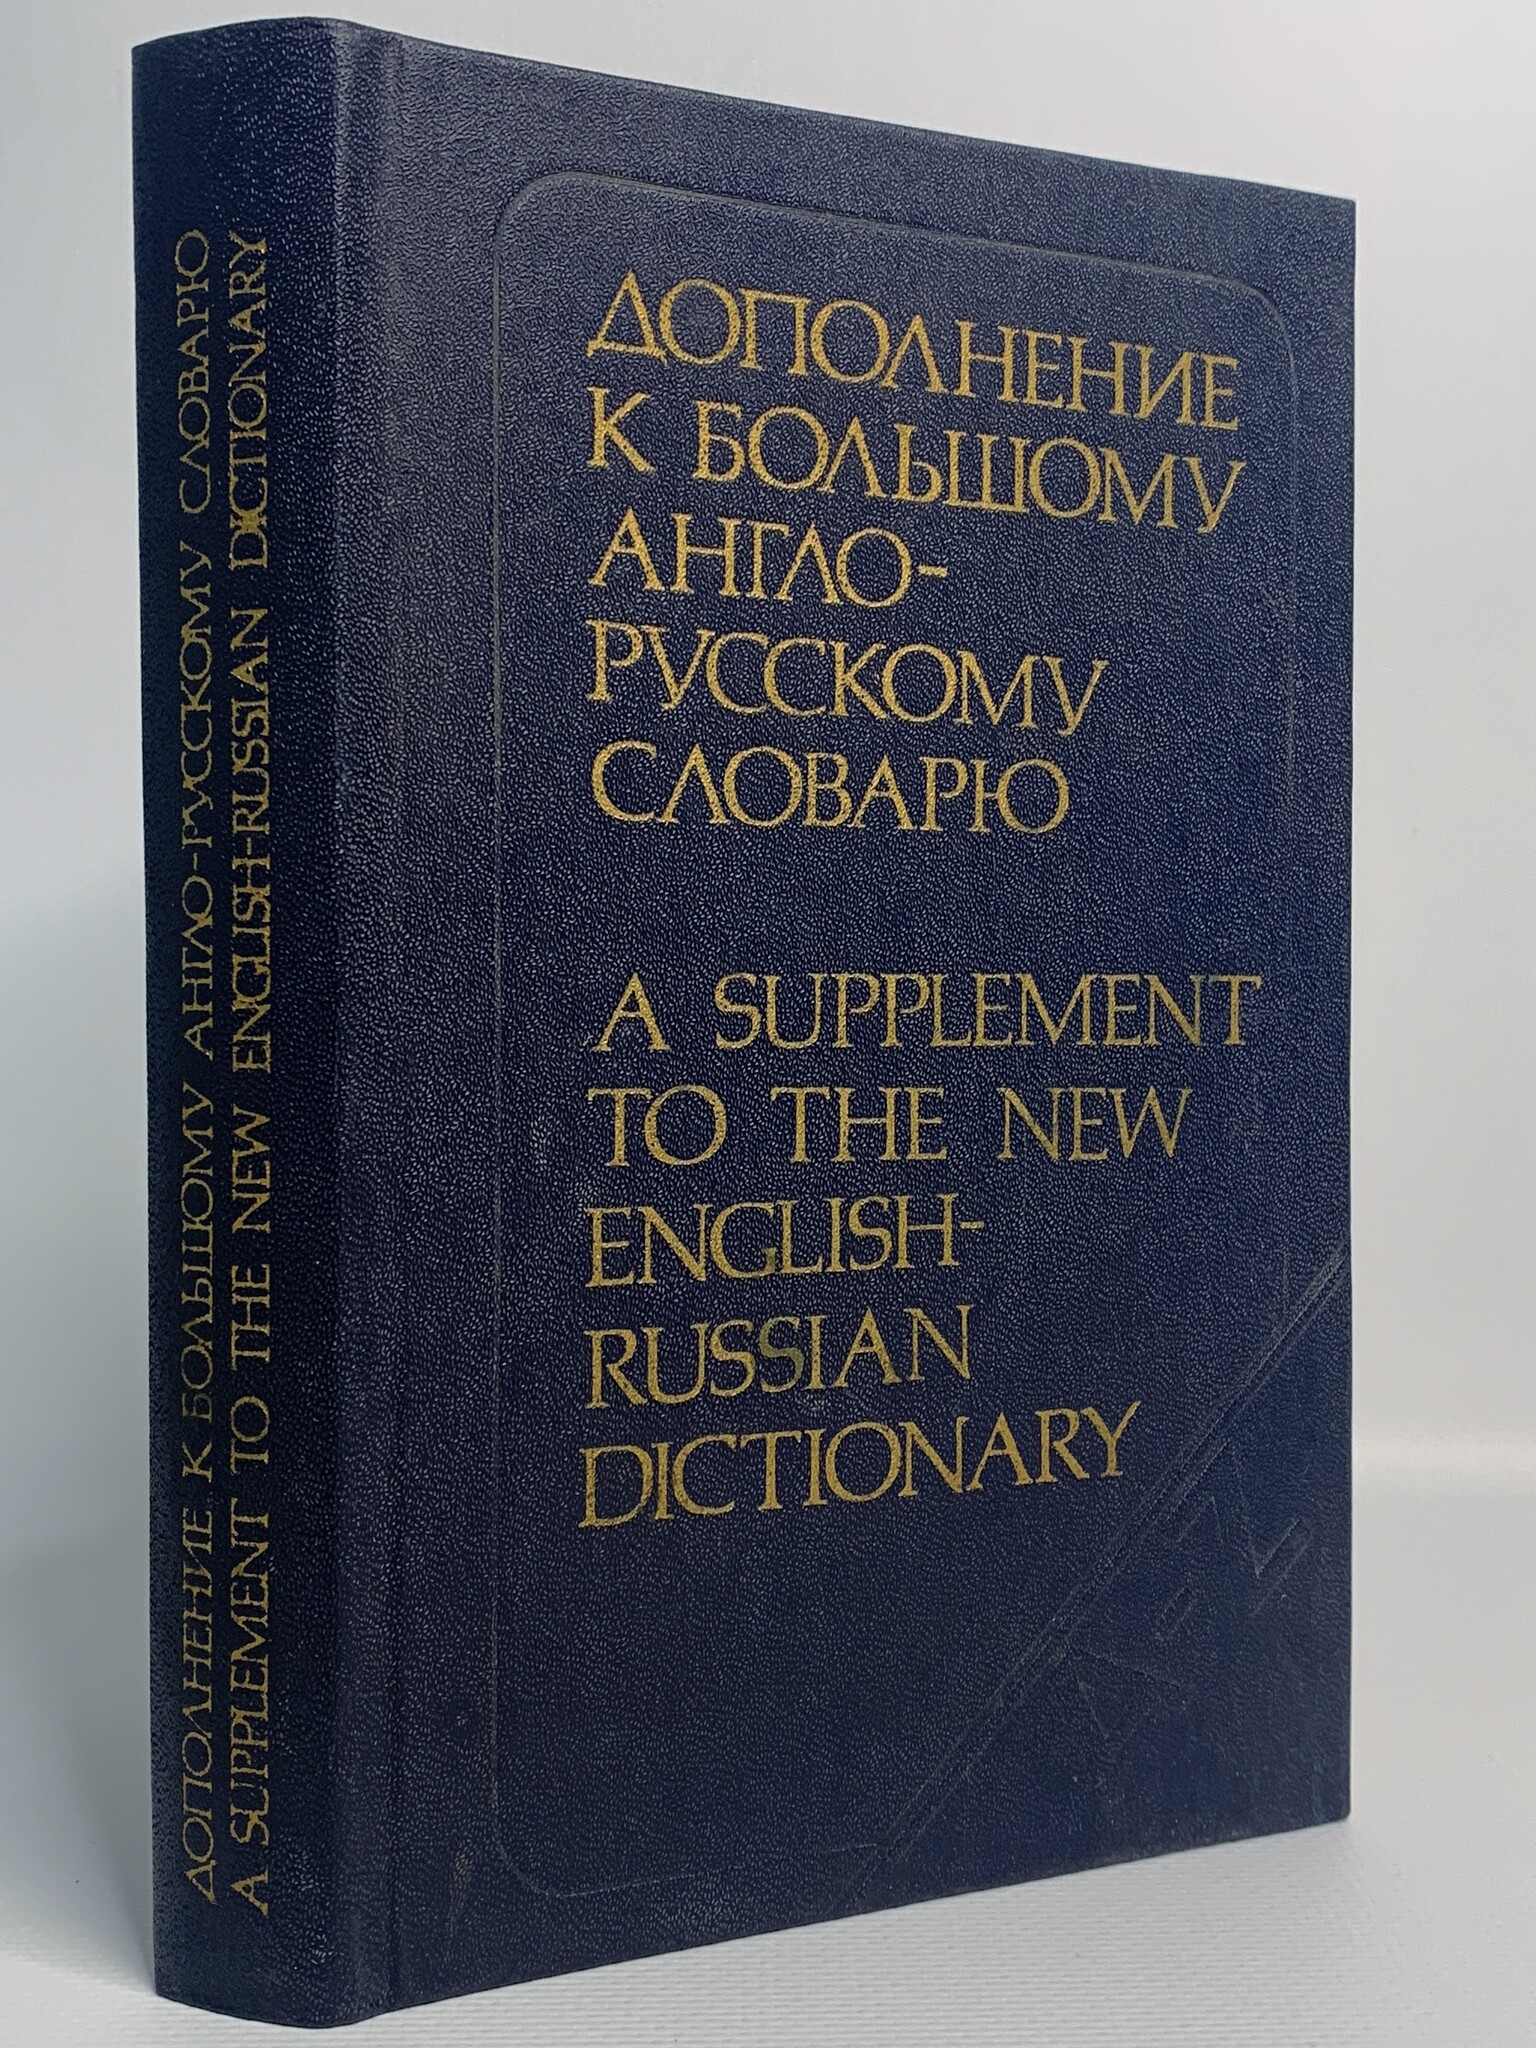 ДОПОЛНЕНИЕ К БОЛЬШОМУ АНГЛО-РУССКОМУ СЛОВАРЮ
A SUPPLEMENT TO THE NEW ENGLISH-RUSSIAN DICTIONARY
ДОПОЛНЕНИЕ
К БОЛЬШОМУ
АНГЛО-
РУССКОМУ
СЛОВАРЮ
A SUPPLEMENT
TO THE NEW
ENGLISH-
RUSSIAN
DICTIONARY